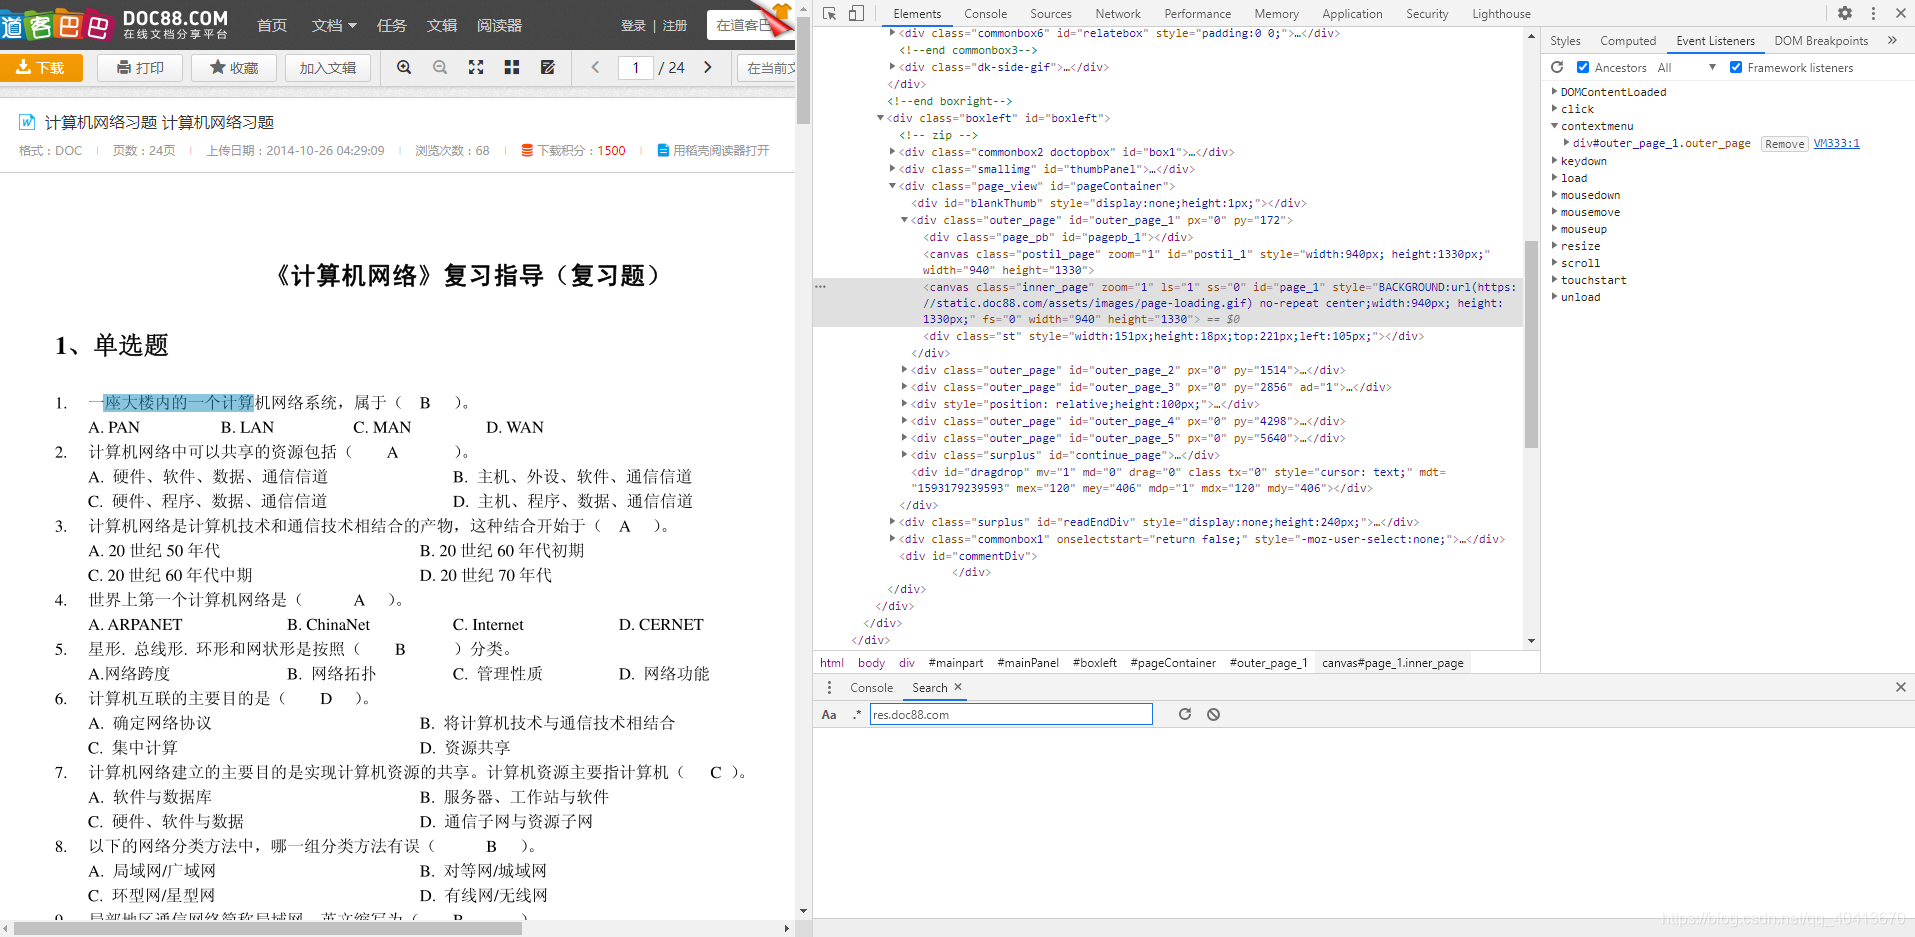 道客巴巴 DOC88.COM 在线文档分享平台
首页 文档 任务 文辑 阅读器 登录 | 注册 在道客巴
下载 打印 收藏 加入文辑 1 / 24 在当前文
计算机网络习题 计算机网络习题
格式：DOC 页数：24页 上传日期：2014-10-26 04:29:09 浏览次数：68 下载积分：1500 用稻壳阅读器打开
《计算机网络》复习指导（复习题）
1、单选题
1. 一座大楼内的一个计算机网络系统，属于（ B ）。
A. PAN B. LAN C. MAN D. WAN
2. 计算机网络中可以共享的资源包括（ A ）。
A. 硬件、软件、数据、通信信道 B. 主机、外设、软件、通信信道
C. 硬件、程序、数据、通信信道 D. 主机、程序、数据、通信信道
3. 计算机网络是计算机技术和通信技术相结合的产物，这种结合开始于（ A ）。
A. 20 世纪 50 年代 B. 20 世纪 60 年代初期
C. 20 世纪 60 年代中期 D. 20 世纪 70 年代
4. 世界上第一个计算机网络是（ A ）。
A. ARPANET B. ChinaNet C. Internet D. CERNET
5. 星形. 总线形. 环形和网状形是按照（ B ）分类。
A.网络跨度 B. 网络拓扑 C. 管理性质 D. 网络功能
6. 计算机互联的主要目的是（ D ）。
A. 确定网络协议 B. 将计算机技术与通信技术相结合
C. 集中计算 D. 资源共享
7. 计算机网络建立的主要目的是实现计算机资源的共享。计算机资源主要指计算机（ C ）。
A. 软件与数据库 B. 服务器、工作站与软件
C. 硬件、软件与数据 D. 通信子网与资源子网
8. 以下的网络分类方法中，哪一组分类方法有误（ B ）。
A. 局域网/广域网 B. 对等网/城域网
C. 环型网/星型网 D. 有线网/无线网
9. 局部地区通信网络简称局域网，英文缩写为（ B ）
Elements Console Sources Network Performance Memory Application Security Lighthouse
<div class="commonbox6" id="relatebox" style="padding:0 0;">…</div>
<!--end commonbox3-->
<div class="dk-side-gif">…</div>
</div>
<!--end boxright-->
<div class="boxleft" id="boxleft">
<!-- zip -->
<div class="commonbox2 doctopbox" id="box1">…</div>
<div class="smallimg" id="thumbPanel">…</div>
<div class="page_view" id="pageContainer">
<div id="blankThumb" style="display:none;height:1px;"></div>
<div class="outer_page" id="outer_page_1" px="0" py="172">
<div class="page_pb" id="pagepb_1"></div>
<canvas class="postil_page" zoom="1" id="postil_1" style="width:940px; height:1330px;"
width="940" height="1330">
<canvas class="inner_page" zoom="1" ls="1" ss="0" id="page_1" style="BACKGROUND:url(https:
//static.doc88.com/assets/images/page-loading.gif) no-repeat center;width:940px; height:
1330px;" fs="0" width="940" height="1330"> == $0
<div class="st" style="width:151px;height:18px;top:221px;left:105px;"></div>
</div>
<div class="outer_page" id="outer_page_2" px="0" py="1514">…</div>
<div class="outer_page" id="outer_page_3" px="0" py="2856" ad="1">…</div>
<div style="position: relative;height:100px;">…</div>
<div class="outer_page" id="outer_page_4" px="0" py="4298">…</div>
<div class="outer_page" id="outer_page_5" px="0" py="5640">…</div>
<div class="surplus" id="continue_page">…</div>
<div id="dragdrop" mv="1" md="0" drag="0" class tx="0" style="cursor: text;" mdt=
"1593179239593" mex="120" mey="406" mdp="1" mdx="120" mdy="406"></div>
</div>
<div class="surplus" id="readEndDiv" style="display:none;height:240px;">…</div>
<div class="commonbox1" onselectstart="return false;" style="-moz-user-select:none;">…</div>
<div id="commentDiv">
</div>
</div>
</div>
</div>
</div>
html body div #mainpart #mainPanel #boxleft #pageContainer #outer_page_1 canvas#page_1.inner_page
Styles Computed Event Listeners DOM Breakpoints »
Ancestors All Framework listeners
DOMContentLoaded
click
contextmenu
div#outer_page_1.outer_page Remove VM333:1
keydown
load
mousedown
mousemove
mouseup
resize
scroll
touchstart
unload
Console Search ×
Aa .* res.doc88.com
https://blog.csdn.net/qq_40413670